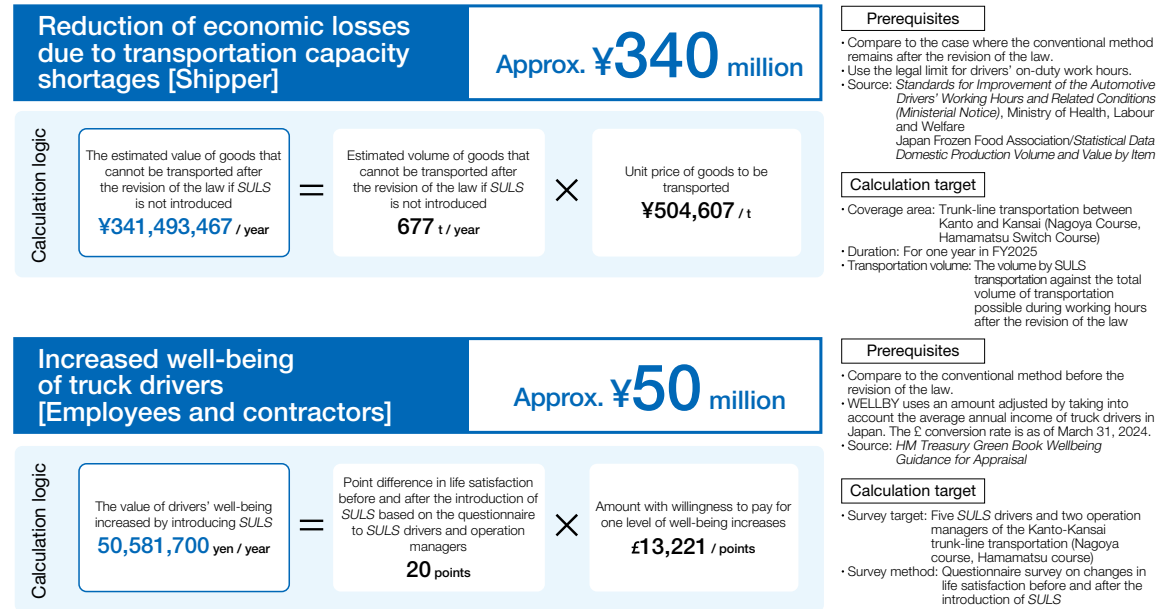 Reduction of economic losses
due to transportation capacity
shortages [Shipper]
Approx. ¥340 million
Calculation logic
The estimated value of goods that
cannot be transported after
the revision of the law if SULS
is not introduced
¥341,493,467 / year
=
Estimated volume of goods that
cannot be transported after
the revision of the law if SULS
is not introduced
677 t / year
×
Unit price of goods to be
transported
¥504,607 / t
Prerequisites
・Compare to the case where the conventional method
remains after the revision of the law.
・Use the legal limit for drivers' on-duty work hours.
・Source: Standards for Improvement of the Automotive
Drivers' Working Hours and Related Conditions
(Ministerial Notice), Ministry of Health, Labour
and Welfare
Japan Frozen Food Association/Statistical Data
Domestic Production Volume and Value by Item
Calculation target
・Coverage area: Trunk-line transportation between
Kanto and Kansai (Nagoya Course,
Hamamatsu Switch Course)
・Duration: For one year in FY2025
・Transportation volume: The volume by SULS
transportation against the total
volume of transportation
possible during working hours
after the revision of the law
Increased well-being
of truck drivers
[Employees and contractors]
Approx. ¥50 million
Calculation logic
The value of drivers' well-being
increased by introducing SULS
50,581,700 yen / year
=
Point difference in life satisfaction
before and after the introduction of
SULS based on the questionnaire
to SULS drivers and operation
managers
20 points
×
Amount with willingness to pay for
one level of well-being increases
£13,221 / points
Prerequisites
・Compare to the conventional method before the
revision of the law.
・WELLBY uses an amount adjusted by taking into
account the average annual income of truck drivers in
Japan. The £ conversion rate is as of March 31, 2024.
・Source: HM Treasury Green Book Wellbeing
Guidance for Appraisal
Calculation target
・Survey target: Five SULS drivers and two operation
managers of the Kanto-Kansai
trunk-line transportation (Nagoya
course, Hamamatsu course)
・Survey method: Questionnaire survey on changes in
life satisfaction before and after the
introduction of SULS